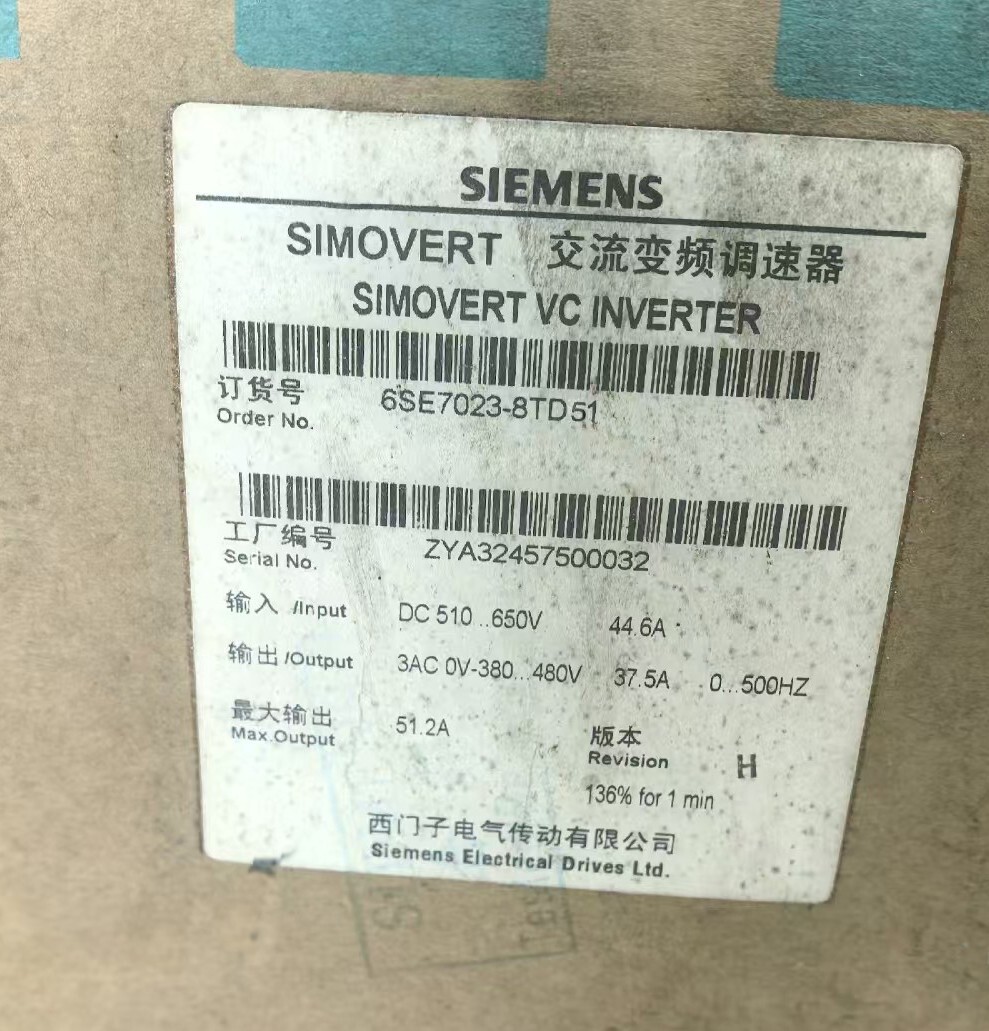 SIEMENS
SIMOVERT 交流变频调速器
SIMOVERT VC INVERTER
订货号 6SE7023-8TD51
Order No.
工厂编号 ZYA32457500032
Serial No.
输入 /Input DC 510...650V 44.6A
输出 /Output 3AC 0V-380...480V 37.5A 0...500HZ
最大输出 51.2A
Max.Output
版本
Revision H
136% for 1 min
西门子电气传动有限公司
Siemens Electrical Drives Ltd.